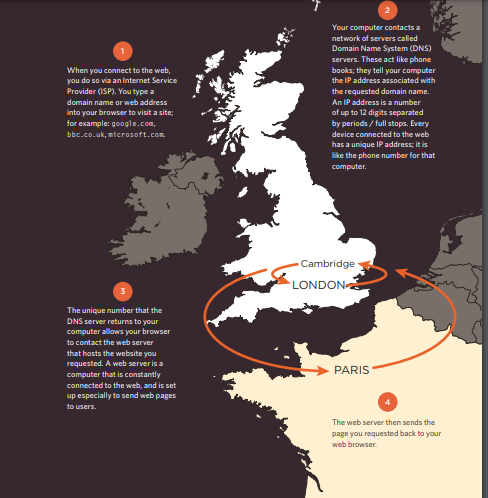 1
When you connect to the web,
you do so via an Internet Service
Provider (ISP). You type a
domain name or web address
into your browser to visit a site;
for example: google.com,
bbc.co.uk, microsoft.com.
2
Your computer contacts a
network of servers called
Domain Name System (DNS)
servers. These act like phone
books; they tell your computer
the IP address associated with
the requested domain name.
An IP address is a number
of up to 12 digits separated
by periods / full stops. Every
device connected to the web
has a unique IP address; it is
like the phone number for that
computer.
Cambridge
LONDON
PARIS
3
The unique number that the
DNS server returns to your
computer allows your browser
to contact the web server
that hosts the website you
requested. A web server is a
computer that is constantly
connected to the web, and is set
up especially to send web pages
to users.
4
The web server then sends the
page you requested back to your
web browser.